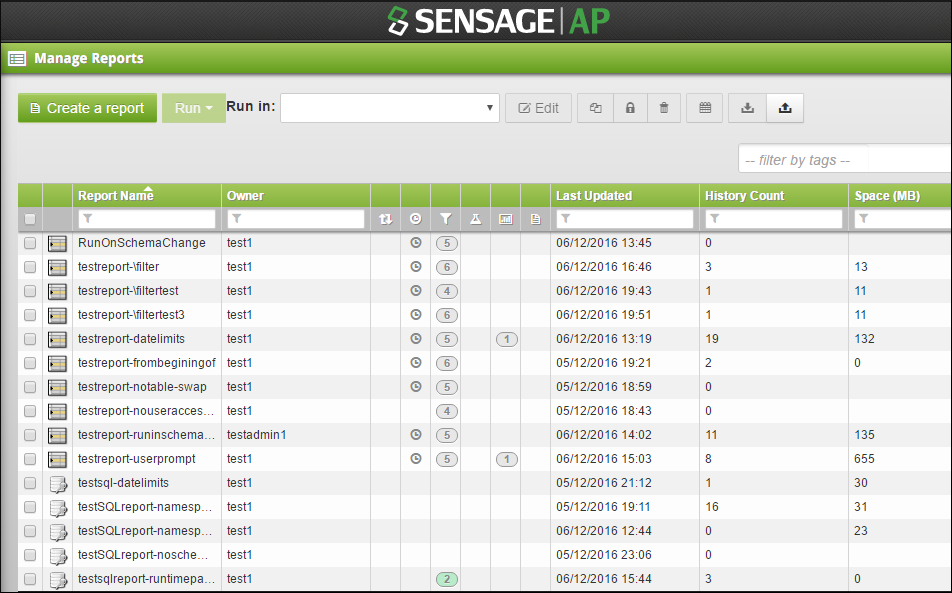 SENSAGE AP
Manage Reports
Create a report Run Run in: Edit
-- filter by tags --
Report Name Owner Last Updated History Count Space (MB)
RunOnSchemaChange test1 5 06/12/2016 13:45 0
testreport-\filter test1 6 06/12/2016 16:46 3 13
testreport-\filtertest test1 4 06/12/2016 19:43 1 11
testreport-\filtertest3 test1 6 06/12/2016 19:51 1 11
testreport-datelimits test1 5 1 06/12/2016 13:19 19 132
testreport-frombeginingof test1 6 05/12/2016 19:21 2 0
testreport-notable-swap test1 5 05/12/2016 18:59 0
testreport-nouseracces... test1 4 05/12/2016 18:43 0
testreport-runinschema... testadmin1 5 06/12/2016 14:02 11 135
testreport-userprompt test1 5 1 06/12/2016 15:03 8 655
testsql-datelimits test1 05/12/2016 21:12 1 30
testSQLreport-namesp... test1 05/12/2016 19:11 16 31
testSQLreport-namesp... test1 06/12/2016 12:44 0 23
testSQLreport-nosche... test1 05/12/2016 23:06 0
testsqlreport-runtimepa... test1 2 06/12/2016 15:44 3 0